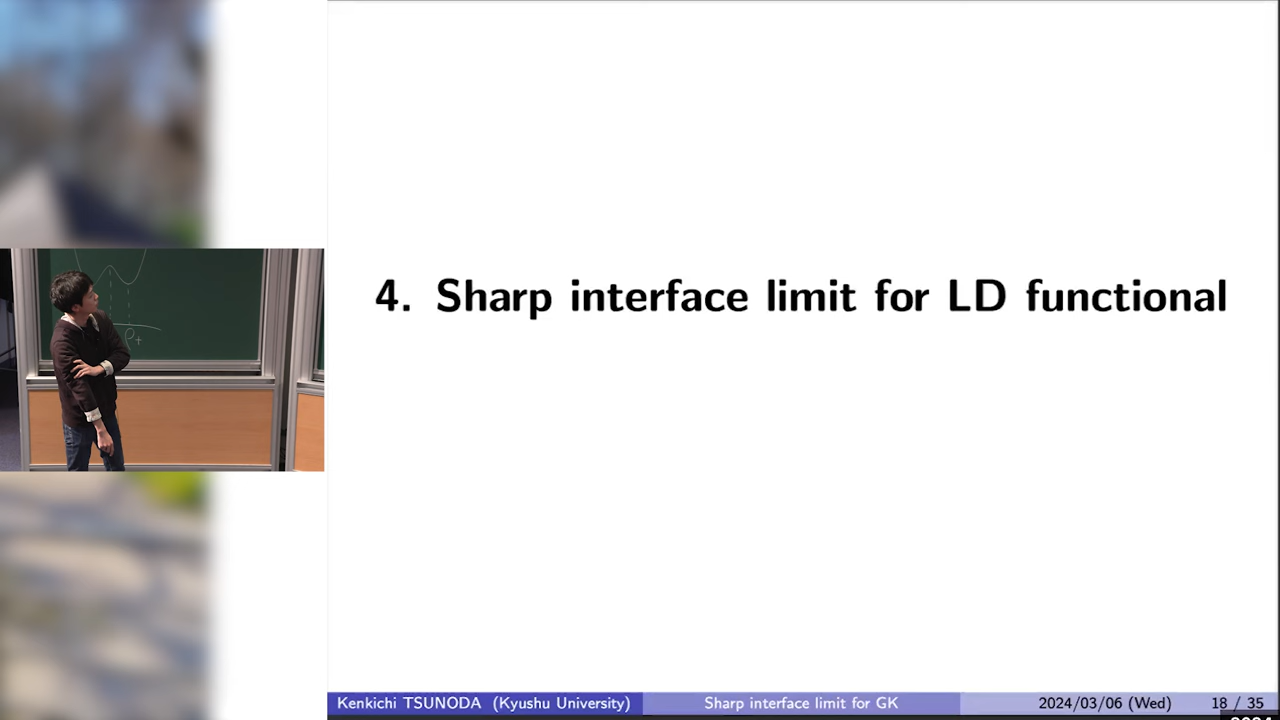 4. Sharp interface limit for LD functional
ρ+
Kenkichi TSUNODA (Kyushu University) Sharp interface limit for GK 2024/03/06 (Wed) 18 / 35